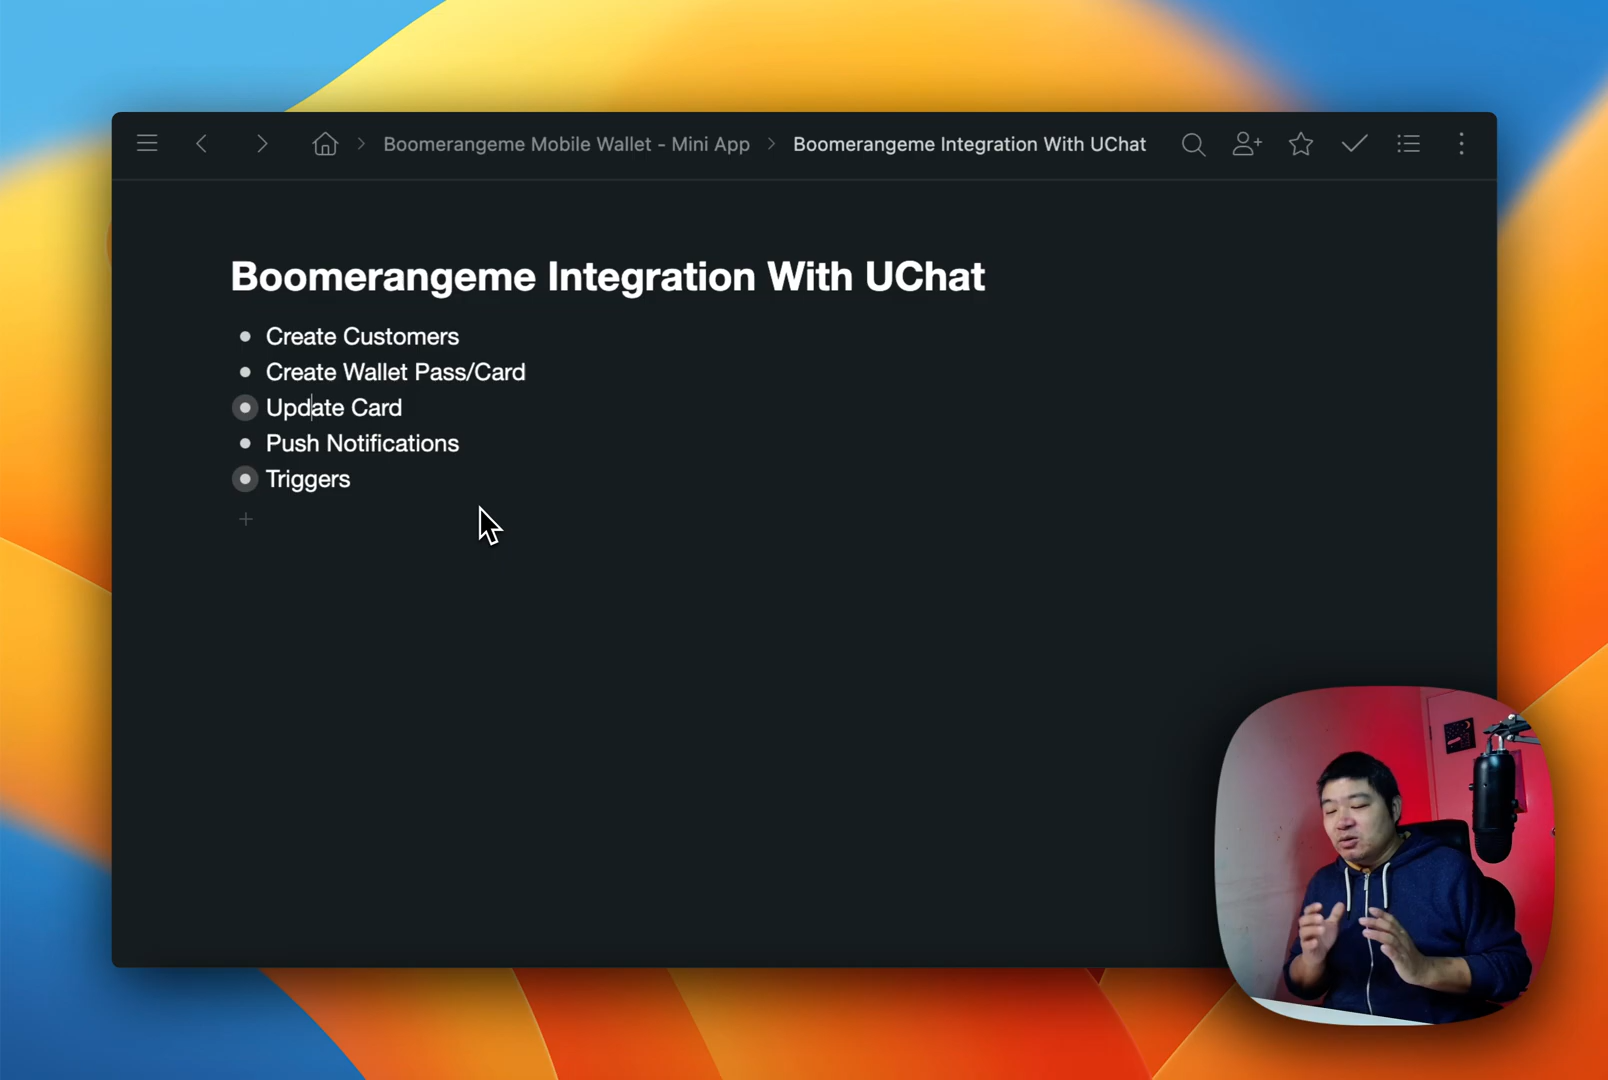 Boomerangeme Mobile Wallet - Mini App > Boomerangeme Integration With UChat
Boomerangeme Integration With UChat
Create Customers
Create Wallet Pass/Card
Update Card
Push Notifications
Triggers